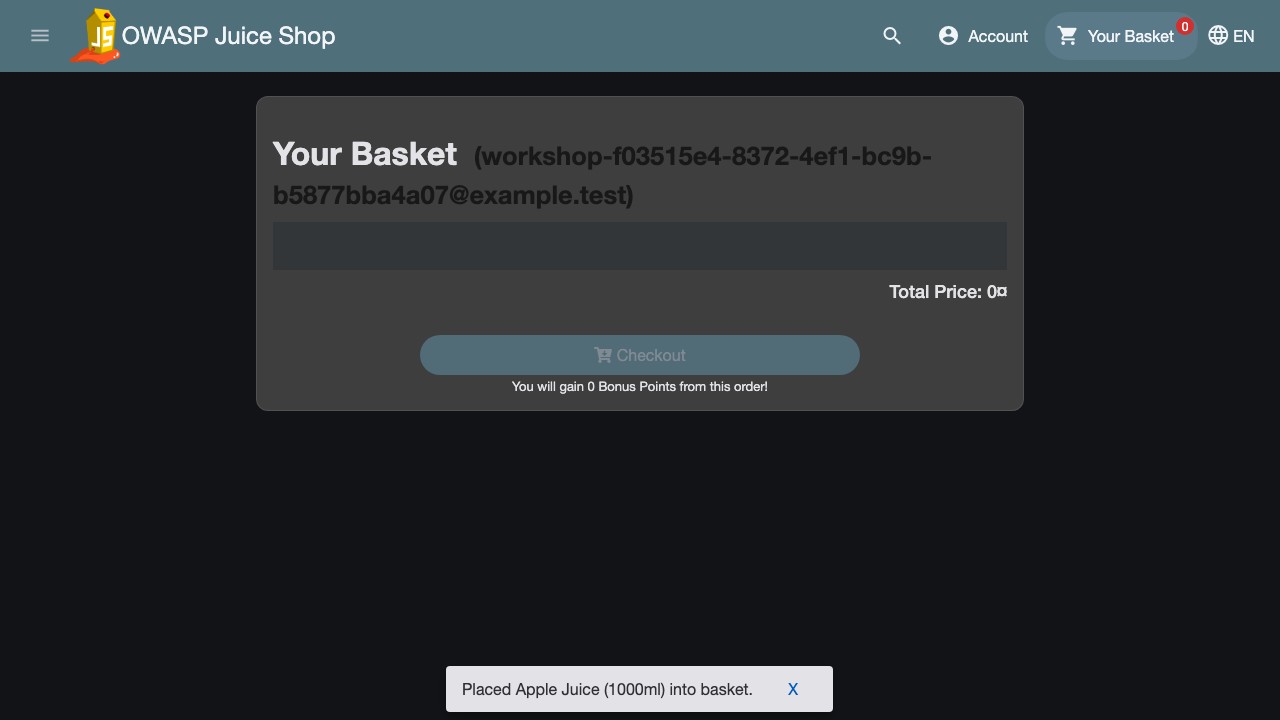 JS
OWASP Juice Shop
Account
Your Basket
0
EN
Your Basket (workshop-f03515e4-8372-4ef1-bc9b-
b5877bba4a07@example.test)
Total Price: 0¤
Checkout
You will gain 0 Bonus Points from this order!
Placed Apple Juice (1000ml) into basket. X